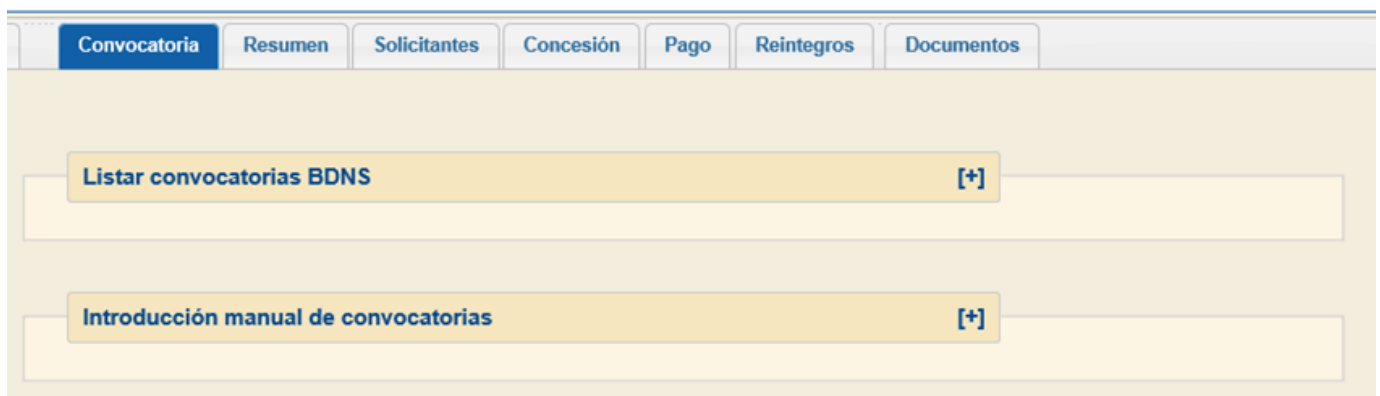 Convocatoria Resumen Solicitantes Concesión Pago Reintegros Documentos
Listar convocatorias BDNS [+]
Introducción manual de convocatorias [+]